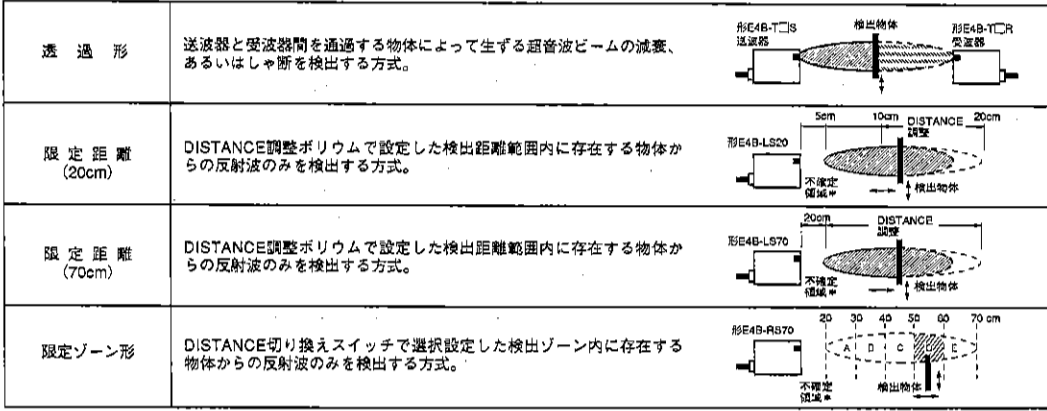 透過形
送波器と受波器間を通過する物体によって生ずる超音波ビームの減衰、
あるいはしゃ断を検出する方式。
形E4B-T□S
送波器
検出物体
形E4B-T□R
受波器
限定距離
(20cm)
DISTANCE調整ボリウムで設定した検出距離範囲内に存在する物体か
らの反射波のみを検出する方式。
5cm 10cm DISTANCE 20cm
調整
形E4B-LS20
不確定
領域*
検出物体
限定距離
(70cm)
DISTANCE調整ボリウムで設定した検出距離範囲内に存在する物体か
らの反射波のみを検出する方式。
20cm DISTANCE
調整
形E4B-LS70
不確定
領域*
検出物体
限定ゾーン形
DISTANCE切り換えスイッチで選択設定した検出ゾーン内に存在する
物体からの反射波のみを検出する方式。
20 30 40 50 60 70 cm
形E4B-RS70
A C E
不確定
領域*
検出物体